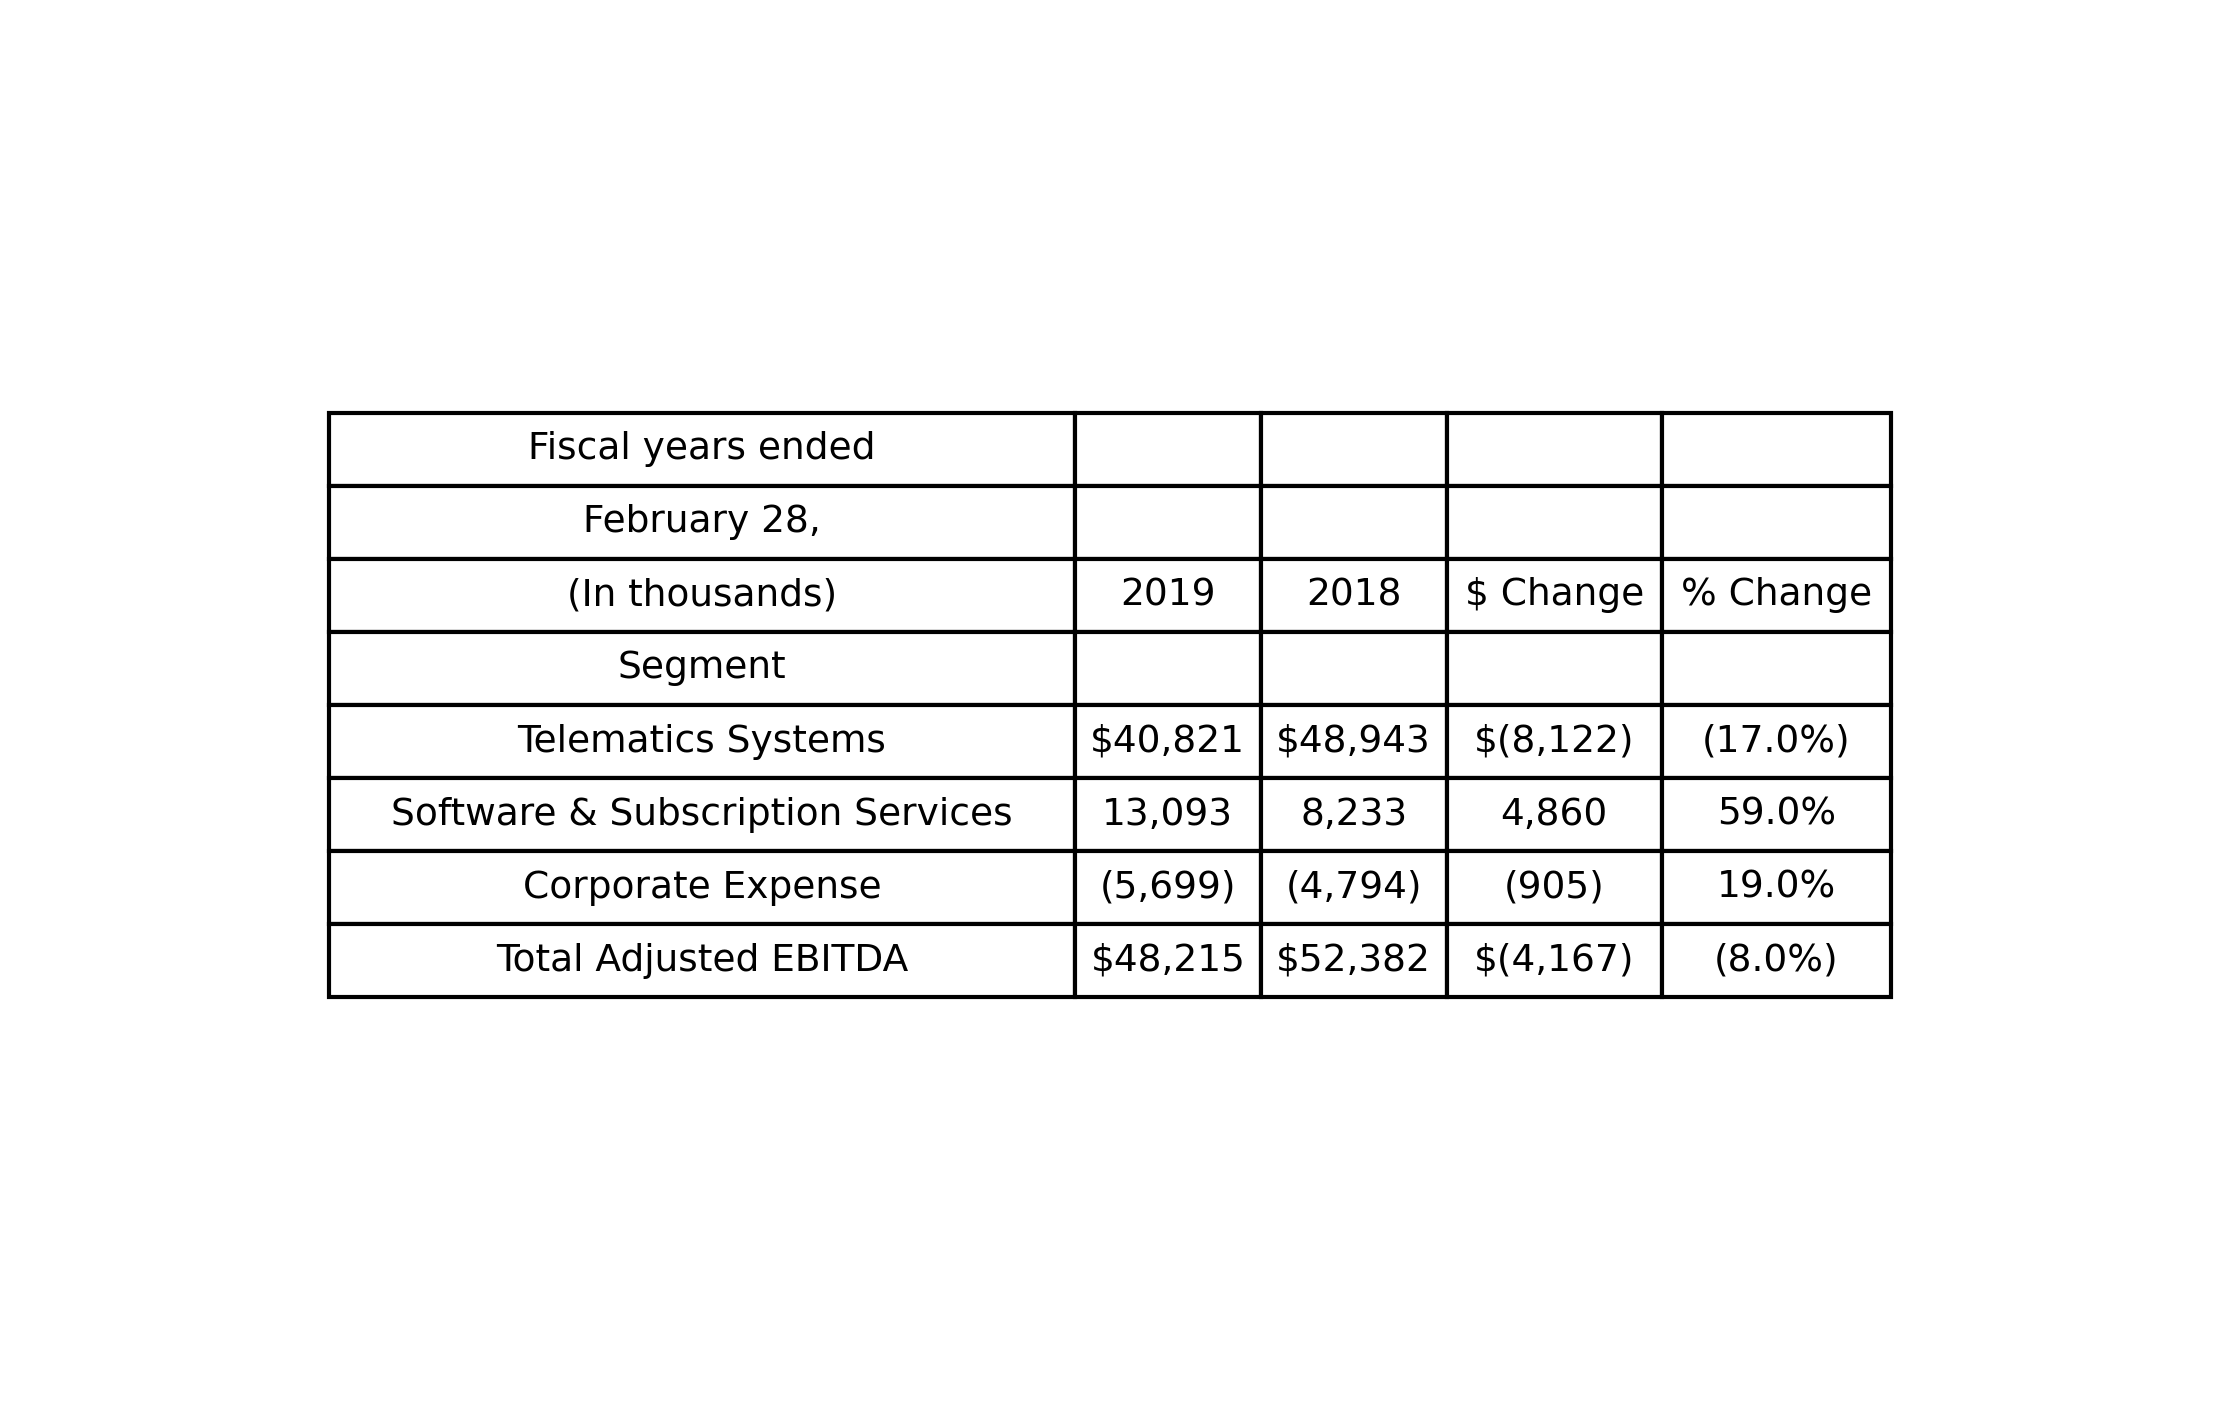 Fiscal years ended
February 28,
(In thousands) 2019 2018 $ Change % Change
Segment
Telematics Systems $40,821 $48,943 $(8,122) (17.0%)
Software & Subscription Services 13,093 8,233 4,860 59.0%
Corporate Expense (5,699) (4,794) (905) 19.0%
Total Adjusted EBITDA $48,215 $52,382 $(4,167) (8.0%)